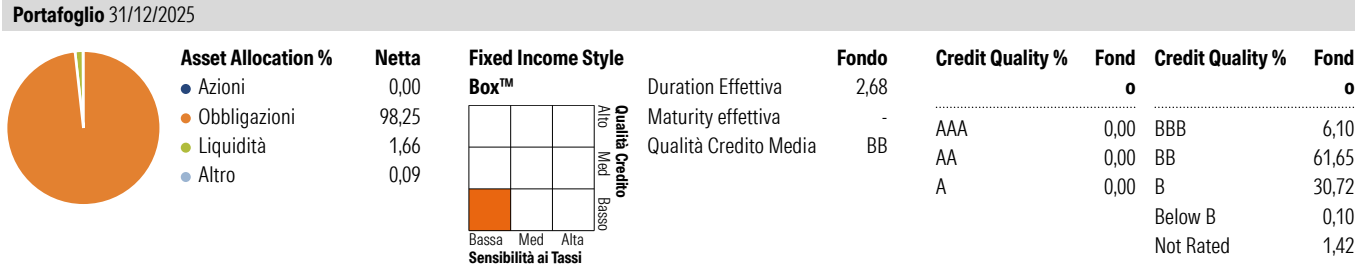 Portafoglio 31/12/2025
Asset Allocation % Netta
Azioni 0,00
Obbligazioni 98,25
Liquidità 1,66
Altro 0,09
Fixed Income Style
Box™
Alto Med Basso
Qualità Credito
Bassa Med Alta
Sensibilità ai Tassi
Fondo
Duration Effettiva 2,68
Maturity effettiva -
Qualità Credito Media BB
Credit Quality % Fond
o
AAA 0,00
AA 0,00
A 0,00
Credit Quality % Fond
o
BBB 6,10
BB 61,65
B 30,72
Below B 0,10
Not Rated 1,42